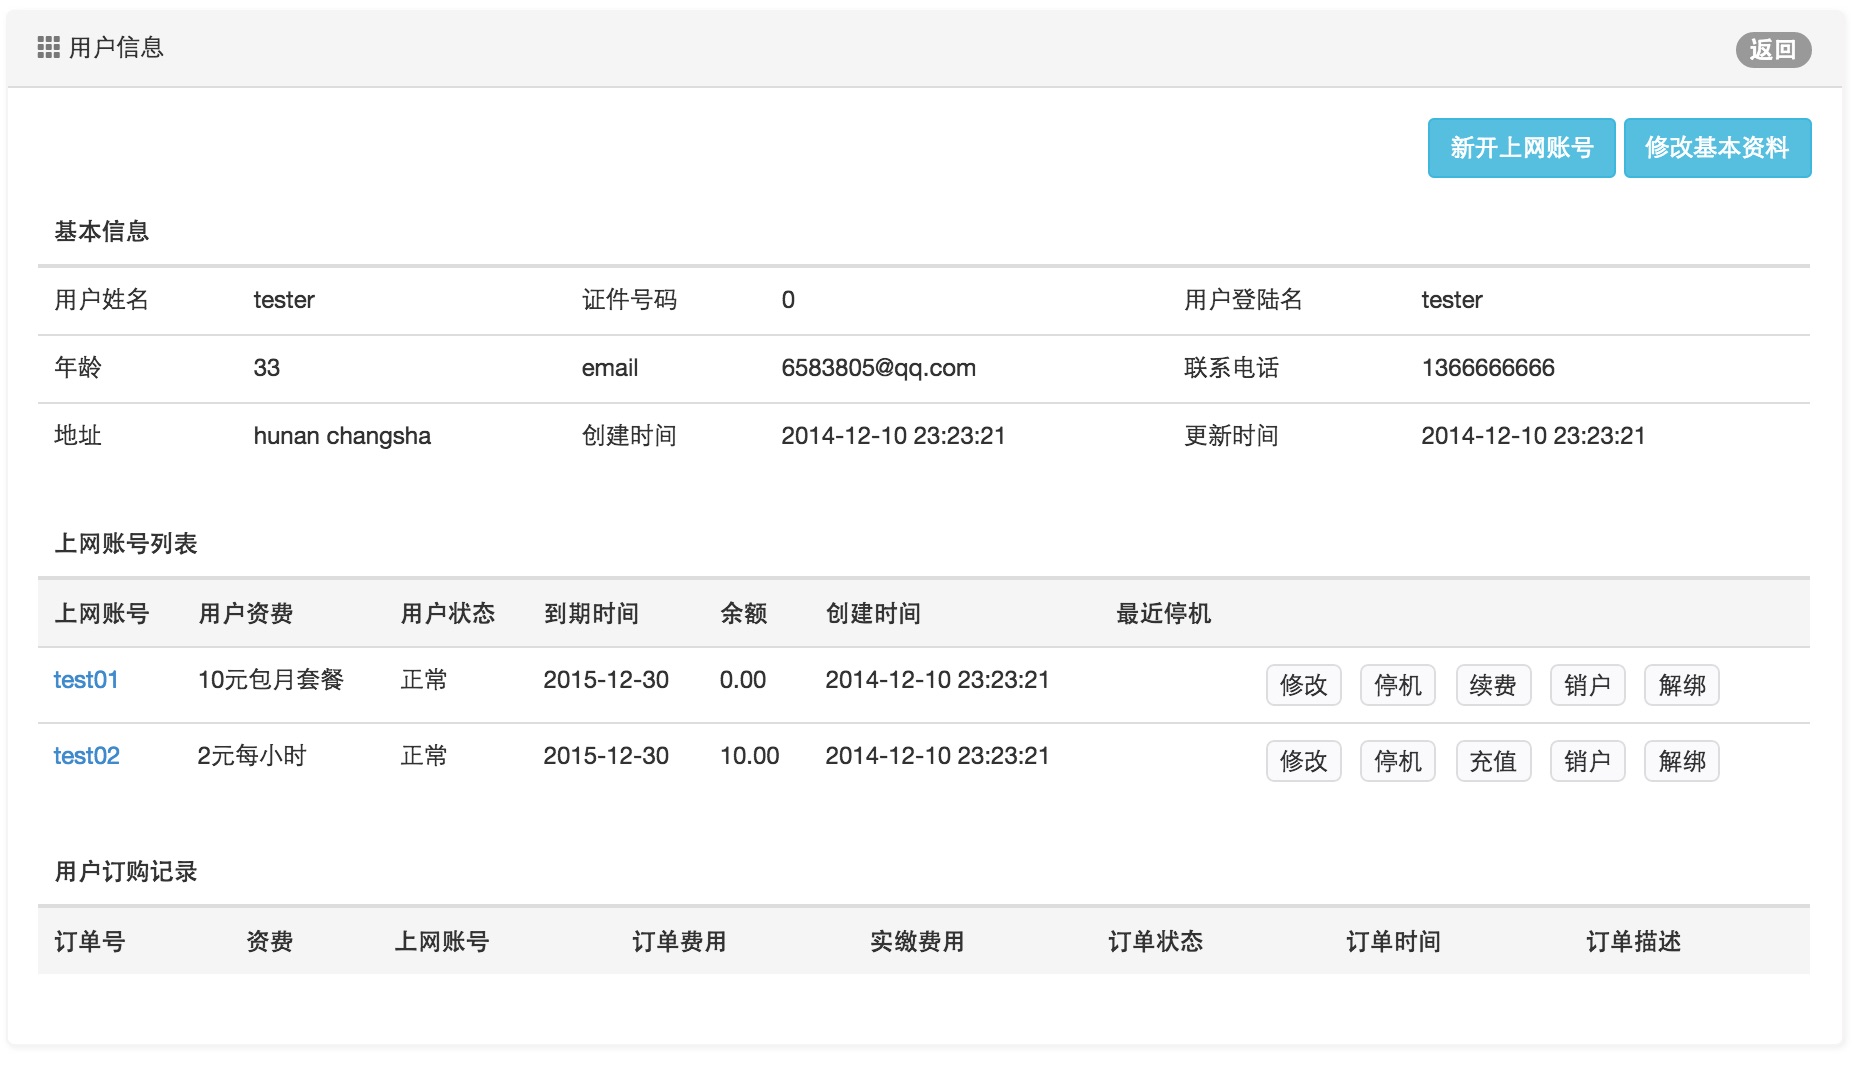 用户信息 返回
新开上网账号 修改基本资料
基本信息
用户姓名 tester 证件号码 0 用户登陆名 tester
年龄 33 email 6583805@qq.com 联系电话 1366666666
地址 hunan changsha 创建时间 2014-12-10 23:23:21 更新时间 2014-12-10 23:23:21
上网账号列表
上网账号 用户资费 用户状态 到期时间 余额 创建时间 最近停机
test01 10元包月套餐 正常 2015-12-30 0.00 2014-12-10 23:23:21 修改 停机 续费 销户 解绑
test02 2元每小时 正常 2015-12-30 10.00 2014-12-10 23:23:21 修改 停机 充值 销户 解绑
用户订购记录
订单号 资费 上网账号 订单费用 实缴费用 订单状态 订单时间 订单描述